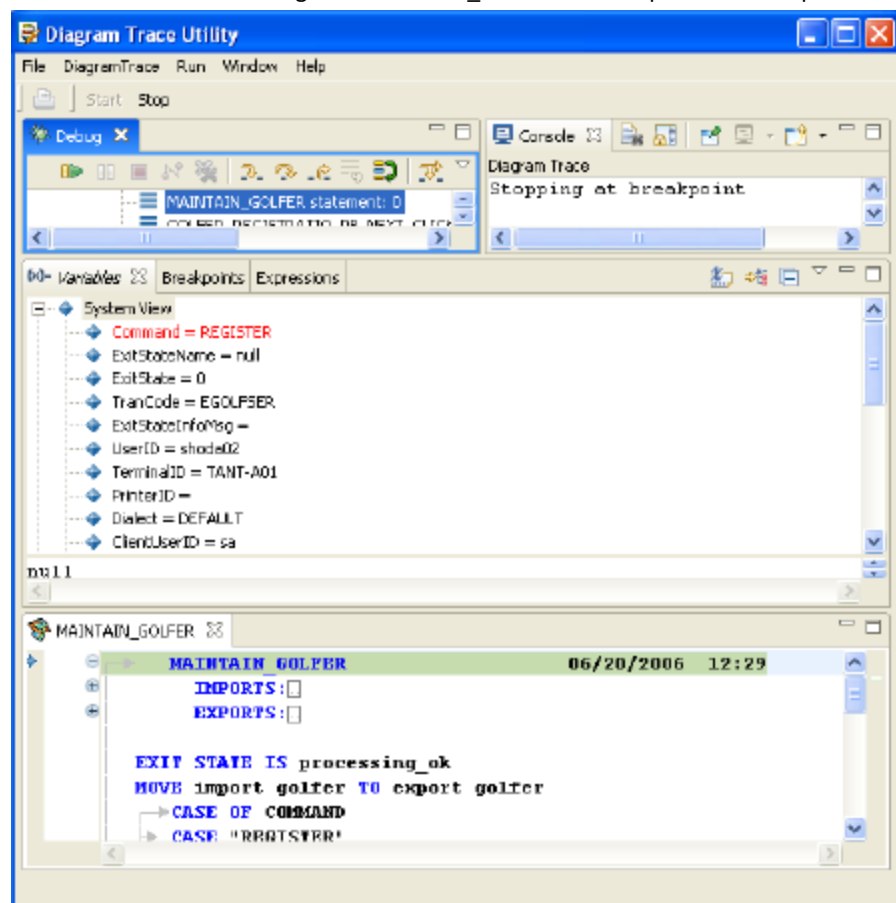 Diagram Trace Utility
File DiagramTrace Run Window Help
Start Stop
Debug
MAINTAIN_GOLFER statement: 0
Console
Diagram Trace
Stopping at breakpoint
Variables Breakpoints Expressions
System View
Command = REGISTER
ExitStateName = null
ExitState = 0
TranCode =
ExitStateInfoMsg =
UserID = shoda02
TerminalID = TANT-A01
PrinterID =
Dialect = DEFAULT
ClientUserID = sa
null
MAINTAIN_GOLFER
MAINTAIN_GOLFER 06/20/2006 12:29
IMPORTS:
EXPORTS:
EXIT STATE IS processing_ok
MOVE import golfer TO export golfer
CASE OF COMMAND
CASE "REGISTER"